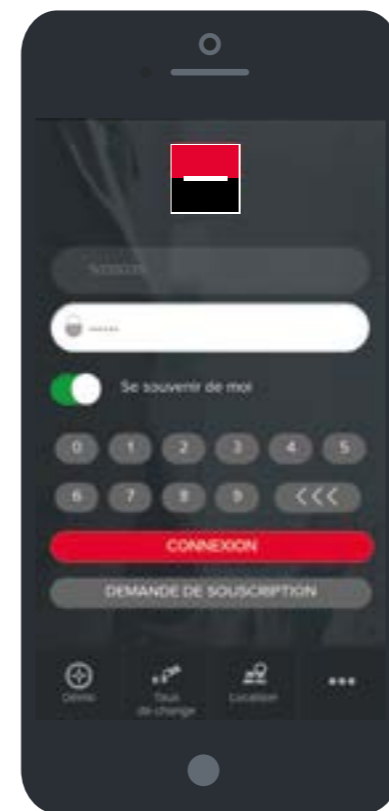 Se souvenir de moi
0 1 2 3 4 5
6 7 8 9 <<<
CONNEXION
DEMANDE DE SOUSCRIPTION
Démo
Taux
de change
Location